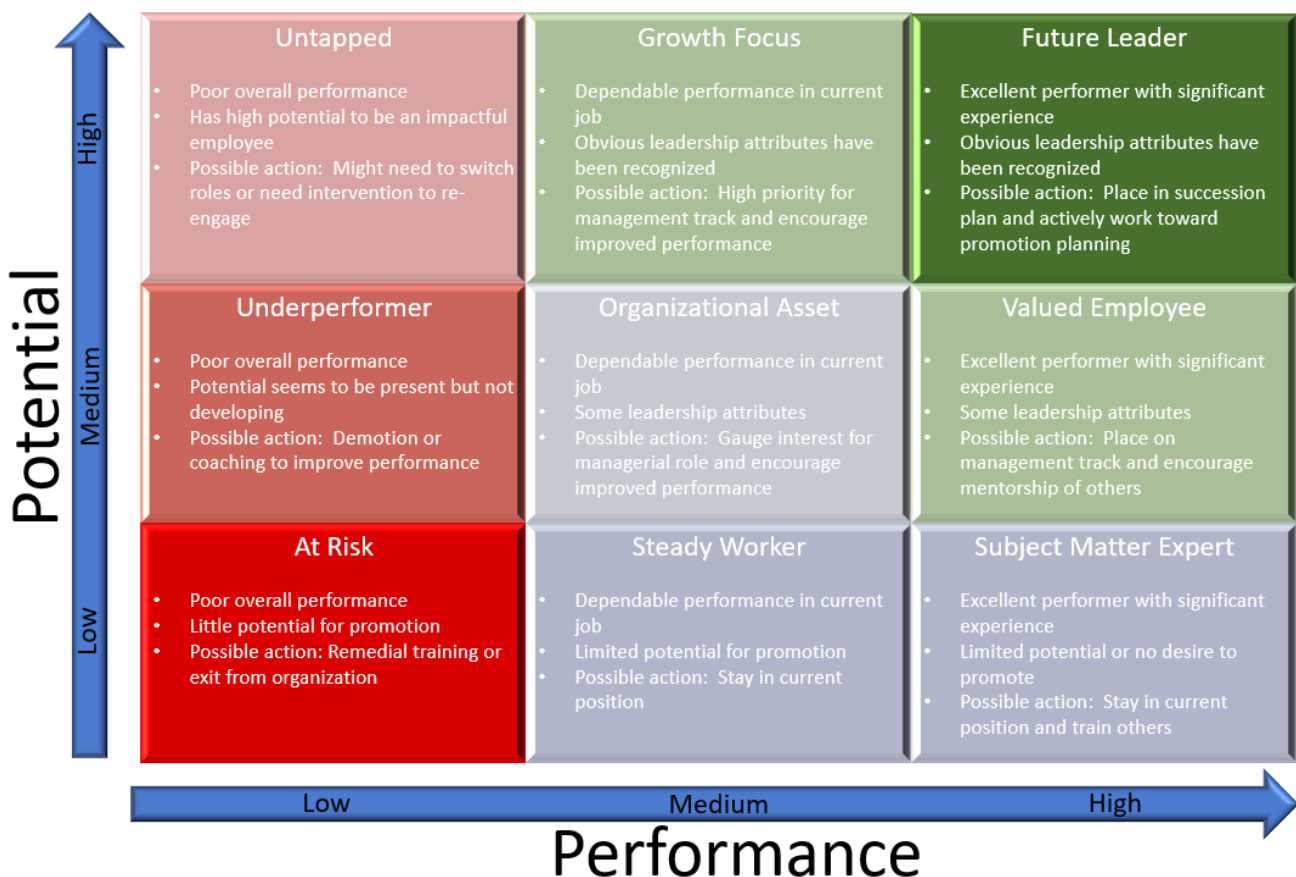 Potential
High
Medium
Low
Untapped
• Poor overall performance
• Has high potential to be an impactful
employee
• Possible action:  Might need to switch
roles or need intervention to re-
engage
Growth Focus
• Dependable performance in current
job
• Obvious leadership attributes have
been recognized
• Possible action:  High priority for
management track and encourage
improved performance
Future Leader
• Excellent performer with significant
experience
• Obvious leadership attributes have
been recognized
• Possible action:  Place in succession
plan and actively work toward
promotion planning
Underperformer
• Poor overall performance
• Potential seems to be present but not
developing
• Possible action:  Demotion or
coaching to improve performance
Organizational Asset
• Dependable performance in current
job
• Some leadership attributes
• Possible action:  Gauge interest for
managerial role and encourage
improved performance
Valued Employee
• Excellent performer with significant
experience
• Some leadership attributes
• Possible action:  Place on
management track and encourage
mentorship of others
At Risk
• Poor overall performance
• Little potential for promotion
• Possible action: Remedial training or
exit from organization
Steady Worker
• Dependable performance in current
job
• Limited potential for promotion
• Possible action:  Stay in current
position
Subject Matter Expert
• Excellent performer with significant
experience
• Limited potential or no desire to
promote
• Possible action:  Stay in current
position and train others
Low
Medium
High
Performance